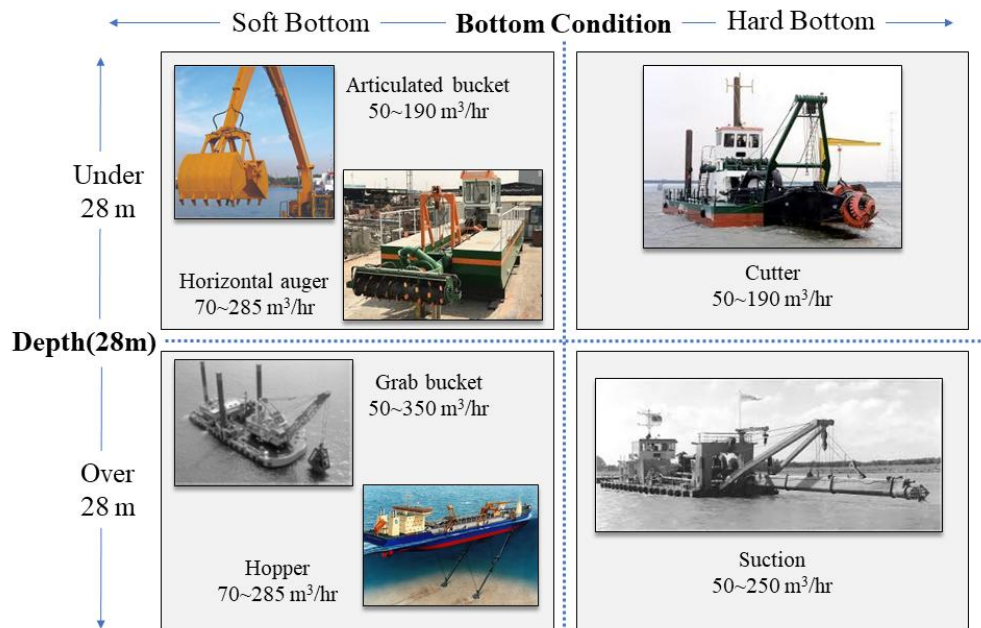 Soft Bottom
Bottom Condition
Hard Bottom
Under
28 m
Articulated bucket
50~190 m³/hr
Horizontal auger
70~285 m³/hr
Cutter
50~190 m³/hr
Depth(28m)
Over
28 m
Grab bucket
50~350 m³/hr
Hopper
70~285 m³/hr
Suction
50~250 m³/hr